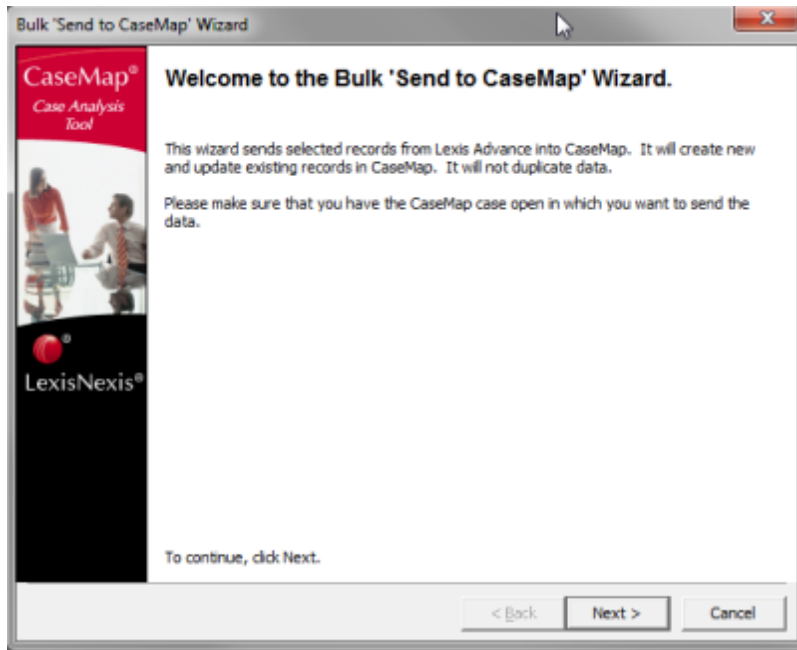 Bulk 'Send to CaseMap' Wizard
CaseMap®
Case Analysis
Tool
Welcome to the Bulk 'Send to CaseMap' Wizard.
This wizard sends selected records from Lexis Advance into CaseMap. It will create new
and update existing records in CaseMap. It will not duplicate data.
Please make sure that you have the CaseMap case open in which you want to send the
data.
®
LexisNexis®
To continue, click Next.
< Back
Next >
Cancel